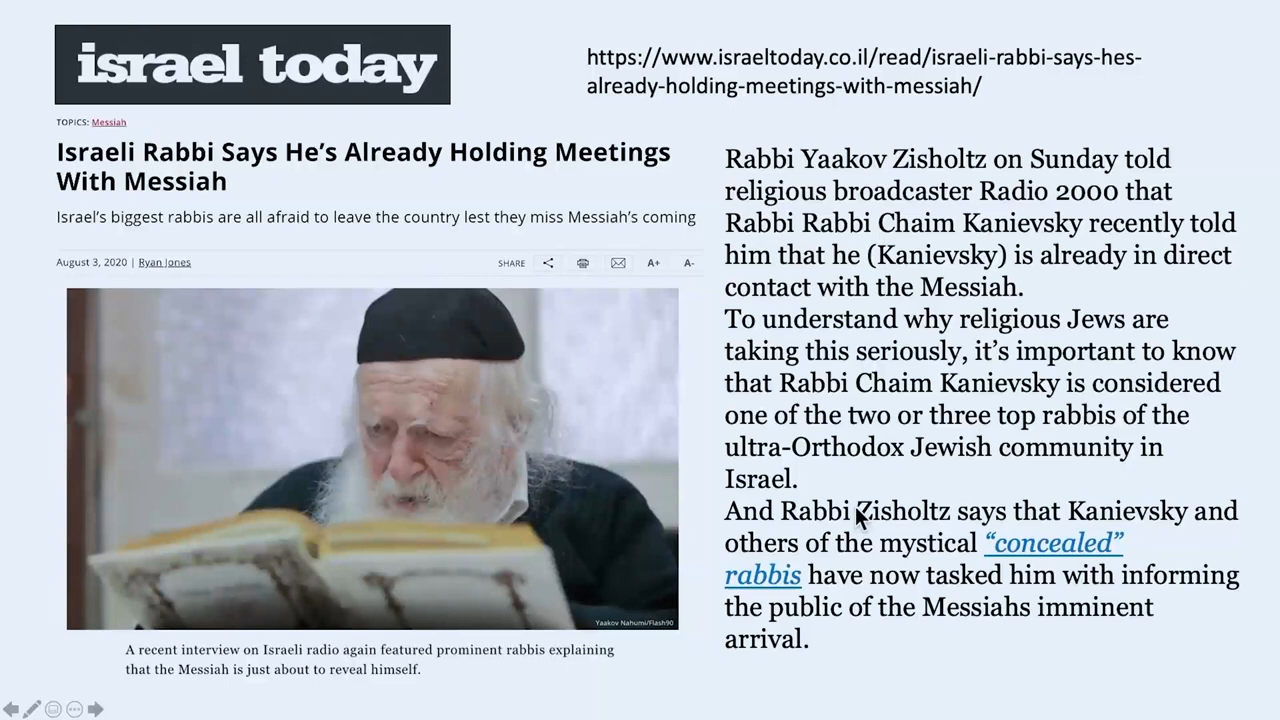 israel today
https://www.israeltoday.co.il/read/israeli-rabbi-says-hes-
already-holding-meetings-with-messiah/
TOPICS: Messiah
Israeli Rabbi Says He’s Already Holding Meetings
With Messiah
Israel’s biggest rabbis are all afraid to leave the country lest they miss Messiah’s coming
August 3, 2020 | Ryan Jones
SHARE
A+
A-
Yaakov Nahumi/Flash90
A recent interview on Israeli radio again featured prominent rabbis explaining
that the Messiah is just about to reveal himself.
Rabbi Yaakov Zisholtz on Sunday told
religious broadcaster Radio 2000 that
Rabbi Rabbi Chaim Kanievsky recently told
him that he (Kanievsky) is already in direct
contact with the Messiah.
To understand why religious Jews are
taking this seriously, it’s important to know
that Rabbi Chaim Kanievsky is considered
one of the two or three top rabbis of the
ultra-Orthodox Jewish community in
Israel.
And Rabbi Zisholtz says that Kanievsky and
others of the mystical “concealed”
rabbis have now tasked him with informing
the public of the Messiahs imminent
arrival.